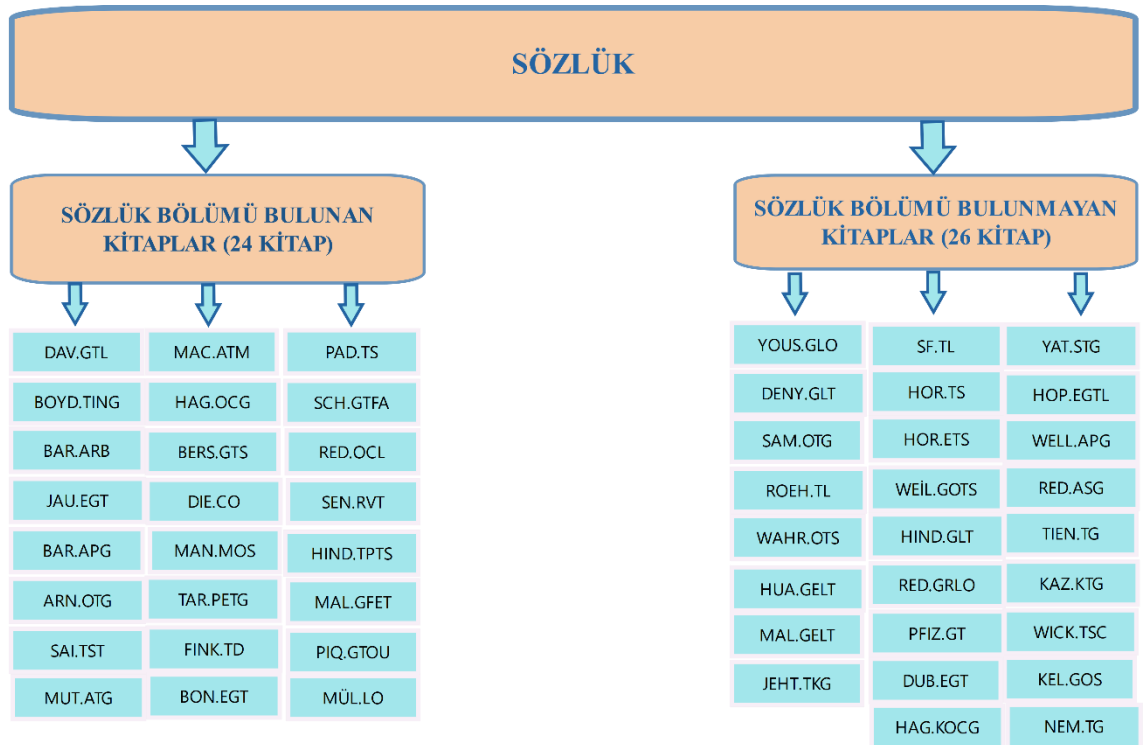 SÖZLÜK
SÖZLÜK BÖLÜMÜ BULUNAN
KİTAPLAR (24 KİTAP)
DAV.GTL
BOYD.TING
BAR.ARB
JAU.EGT
BAR.APG
ARN.OTG
SAI.TST
MUT.ATG
MAC.ATM
HAG.OCG
BERS.GTS
DIE.CO
MAN.MOS
TAR.PETG
FINK.TD
BON.EGT
PAD.TS
SCH.GTFA
RED.OCL
SEN.RVT
HIND.TPTS
MAL.GFET
PIQ.GTOU
MÜL.LO
SÖZLÜK BÖLÜMÜ BULUNMAYAN
KİTAPLAR (26 KİTAP)
YOUS.GLO
DENY.GLT
SAM.OTG
ROEH.TL
WAHR.OTS
HUA.GELT
MAL.GELT
JEHT.TKG
SF.TL
HOR.TS
HOR.ETS
WEİL.GOTS
HIND.GLT
RED.GRLO
PFIZ.GT
DUB.EGT
HAG.KOCG
YAT.STG
HOP.EGTL
WELL.APG
RED.ASG
TIEN.TG
KAZ.KTG
WICK.TSC
KEL.GOS
NEM.TG